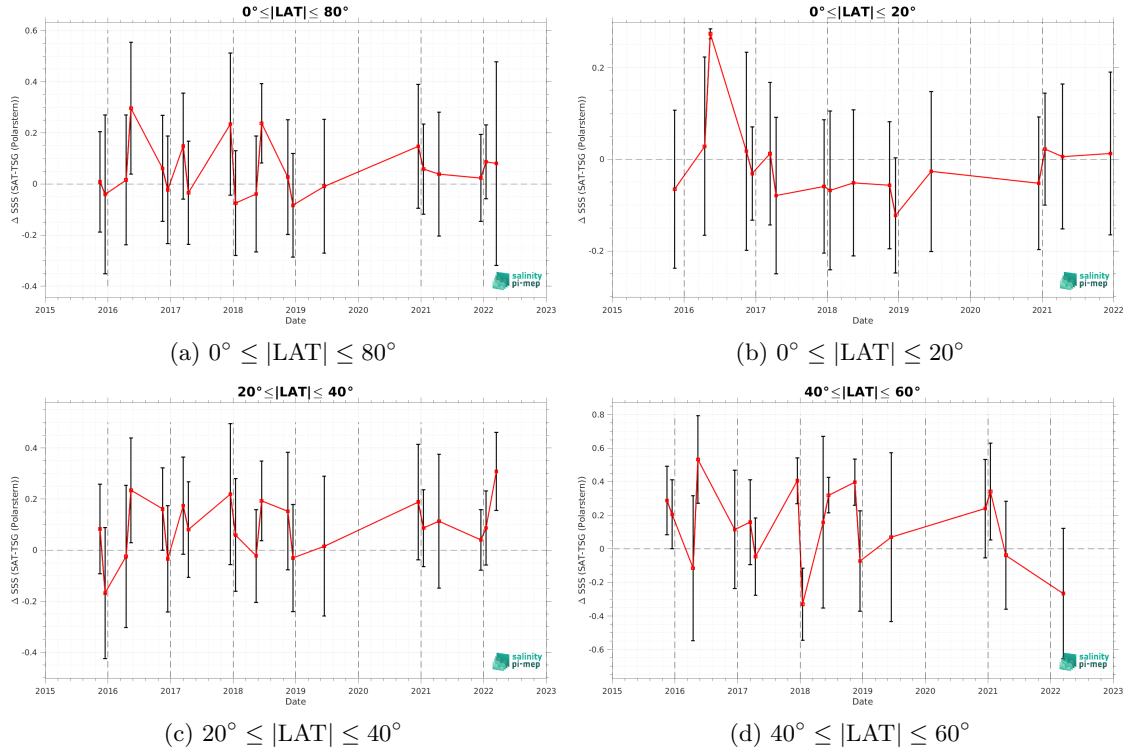 0°≤|LAT|≤ 80°
Δ SSS (SAT-TSG (Polarstern))
0.6
0.4
0.2
0
-0.2
-0.4
2015 2016 2017 2018 2019 2020 2021 2022 2023
Date
salinity
pi-mep
(a) 0° ≤ |LAT| ≤ 80°
0°≤|LAT|≤ 20°
Δ SSS (SAT-TSG (Polarstern))
0.2
0
-0.2
2015 2016 2017 2018 2019 2020 2021 2022
Date
salinity
pi-mep
(b) 0° ≤ |LAT| ≤ 20°
20°≤|LAT|≤ 40°
Δ SSS (SAT-TSG (Polarstern))
0.4
0.2
0
-0.2
-0.4
2015 2016 2017 2018 2019 2020 2021 2022 2023
Date
salinity
pi-mep
(c) 20° ≤ |LAT| ≤ 40°
40°≤|LAT|≤ 60°
Δ SSS (SAT-TSG (Polarstern))
0.8
0.6
0.4
0.2
0
-0.2
-0.4
-0.6
2015 2016 2017 2018 2019 2020 2021 2022 2023
Date
salinity
pi-mep
(d) 40° ≤ |LAT| ≤ 60°